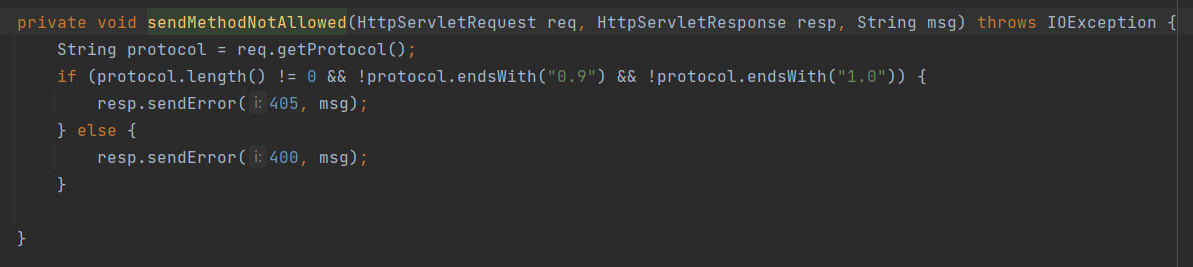 private void sendMethodNotAllowed(HttpServletRequest req, HttpServletResponse resp, String msg) throws IOException {
String protocol = req.getProtocol();
if (protocol.length() != 0 && !protocol.endsWith("0.9") && !protocol.endsWith("1.0")) {
resp.sendError( i: 405, msg);
} else {
resp.sendError( i: 400, msg);
}
}